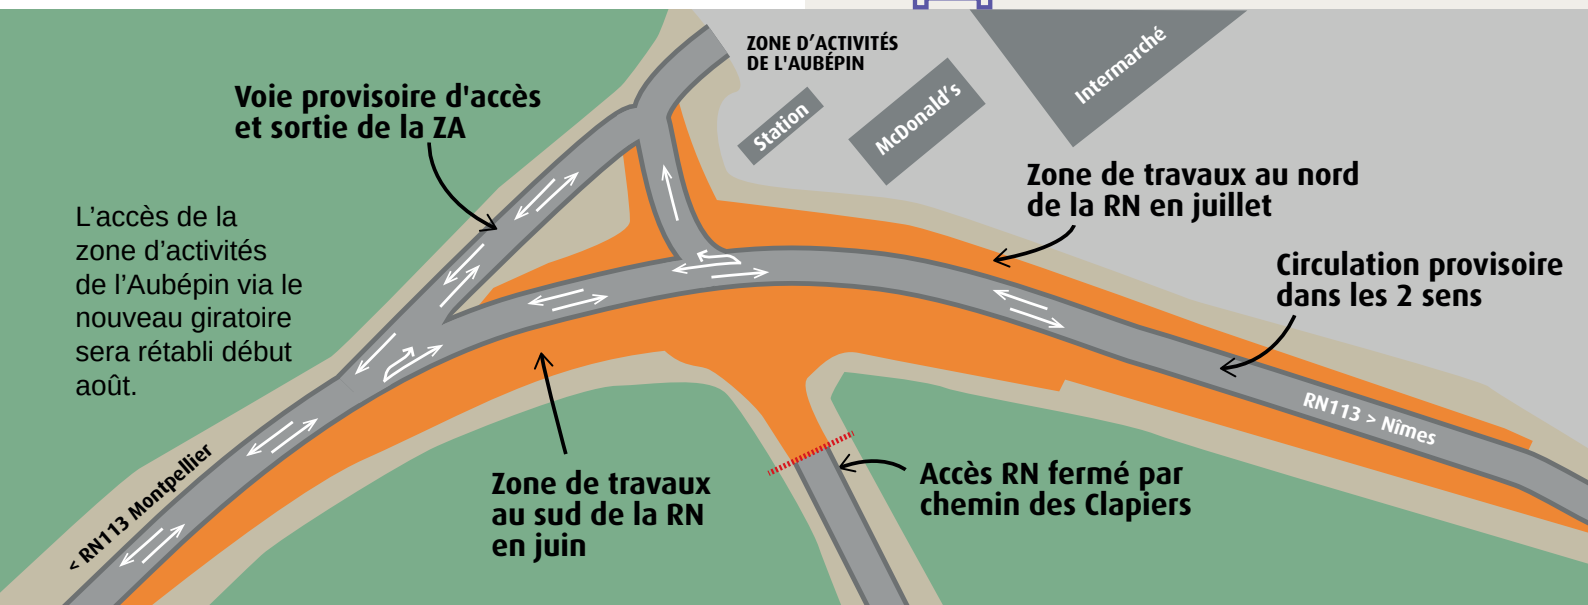 ZONE D’ACTIVITÉS
DE L'AUBÉPIN
Station
McDonald’s
Intermarché
Voie provisoire d'accès
et sortie de la ZA
L’accès de la
zone d’activités
de l’Aubépin via le
nouveau giratoire
sera rétabli début
août.
Zone de travaux au nord
de la RN en juillet
Circulation provisoire
dans les 2 sens
RN113 > Nîmes
< RN113 Montpellier
Zone de travaux
au sud de la RN
en juin
Accès RN fermé par
chemin des Clapiers